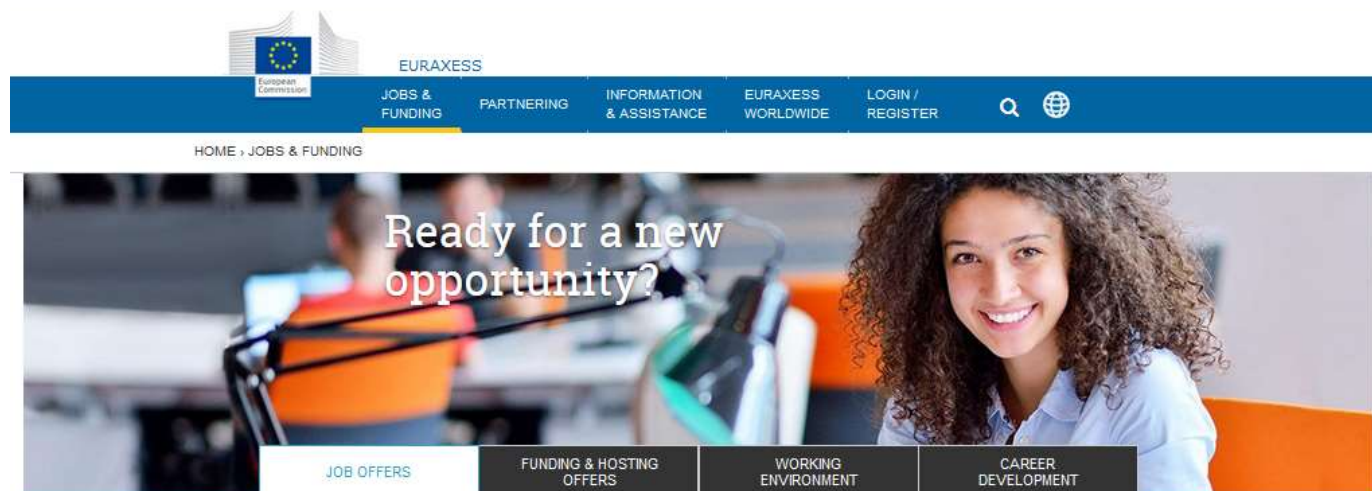 European
Commission
EURAXESS
JOBS &
FUNDING
PARTNERING
INFORMATION
& ASSISTANCE
EURAXESS
WORLDWIDE
LOGIN /
REGISTER
HOME › JOBS & FUNDING
Ready for a new
opportunity?
JOB OFFERS
FUNDING & HOSTING
OFFERS
WORKING
ENVIRONMENT
CAREER
DEVELOPMENT